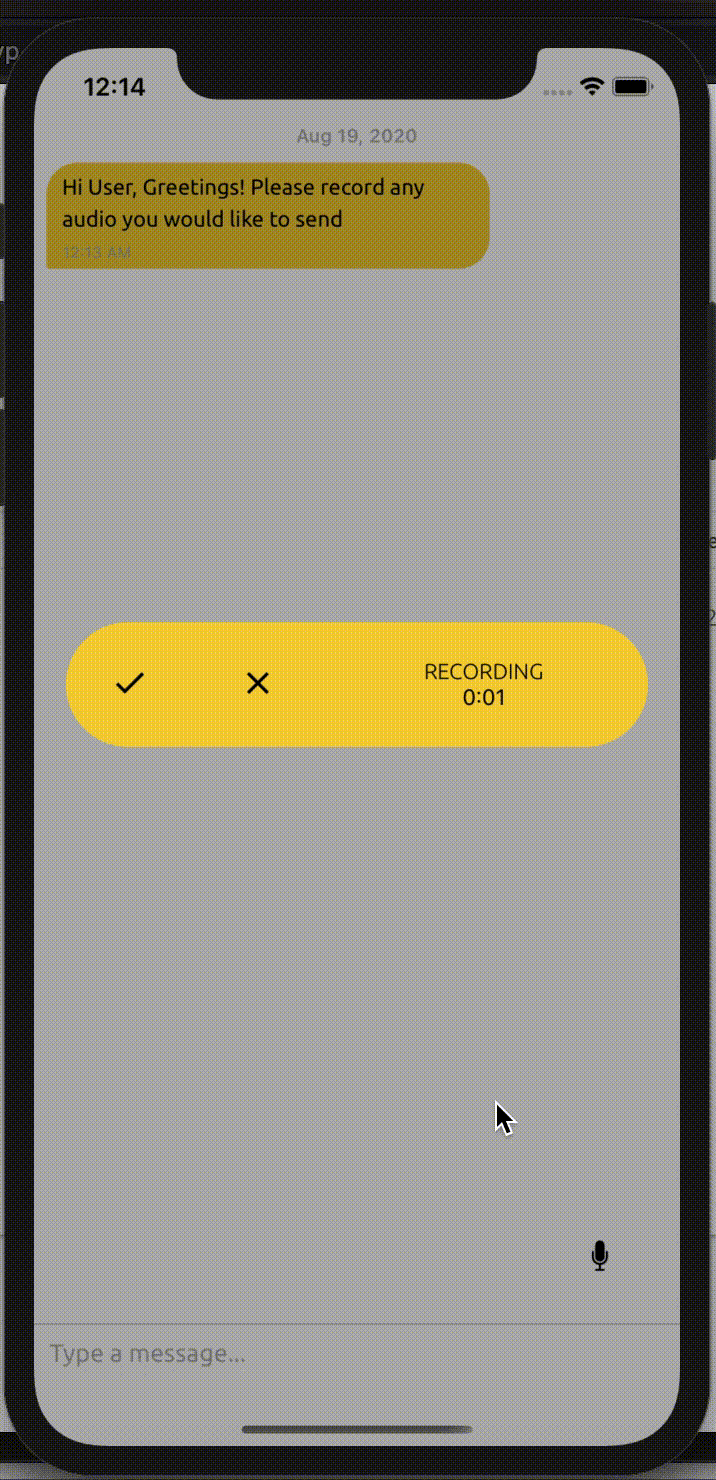 12:14
Aug 19, 2020
Hi User, Greetings! Please record any
audio you would like to send
12:13 AM
RECORDING
0:01
Type a message...